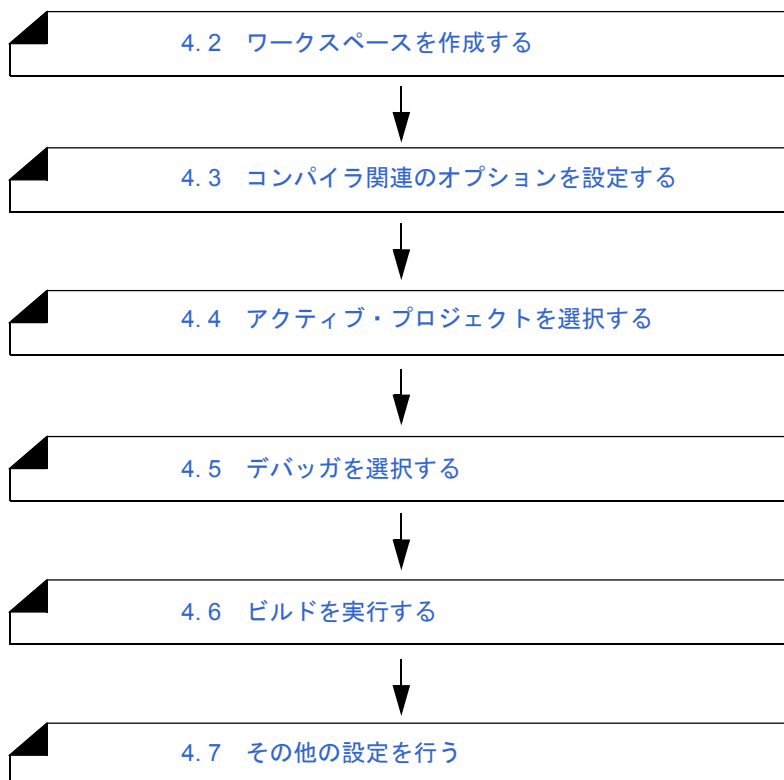 4. 2 ワークスペースを作成する
4. 3 コンパイラ関連のオプションを設定する
4. 4 アクティブ・プロジェクトを選択する
4. 5 デバッガを選択する
4. 6 ビルドを実行する
4. 7 その他の設定を行う